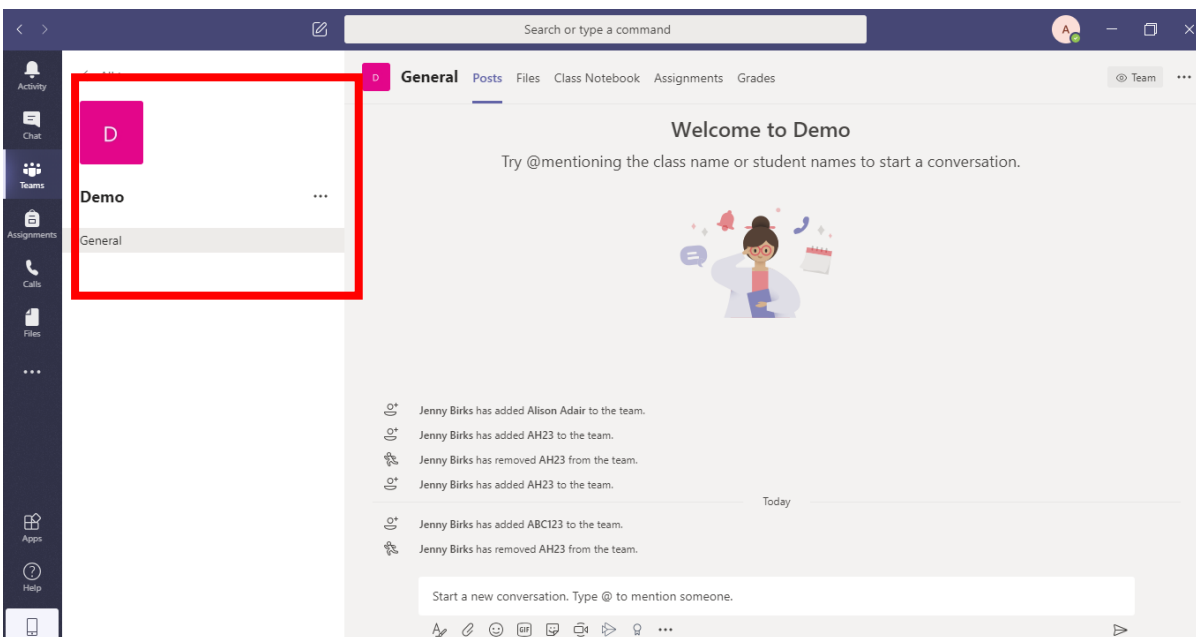 Search or type a command
A
Activity
Chat
Teams
Assignments
Calls
Files
Apps
Help
D
Demo
General
D
General Posts Files Class Notebook Assignments Grades
Team
Welcome to Demo
Try @mentioning the class name or student names to start a conversation.
Jenny Birks has added Alison Adair to the team.
Jenny Birks has added AH23 to the team.
Jenny Birks has removed AH23 from the team.
Jenny Birks has added AH23 to the team.
Today
Jenny Birks has added ABC123 to the team.
Jenny Birks has removed AH23 from the team.
Start a new conversation. Type @ to mention someone.
GIF